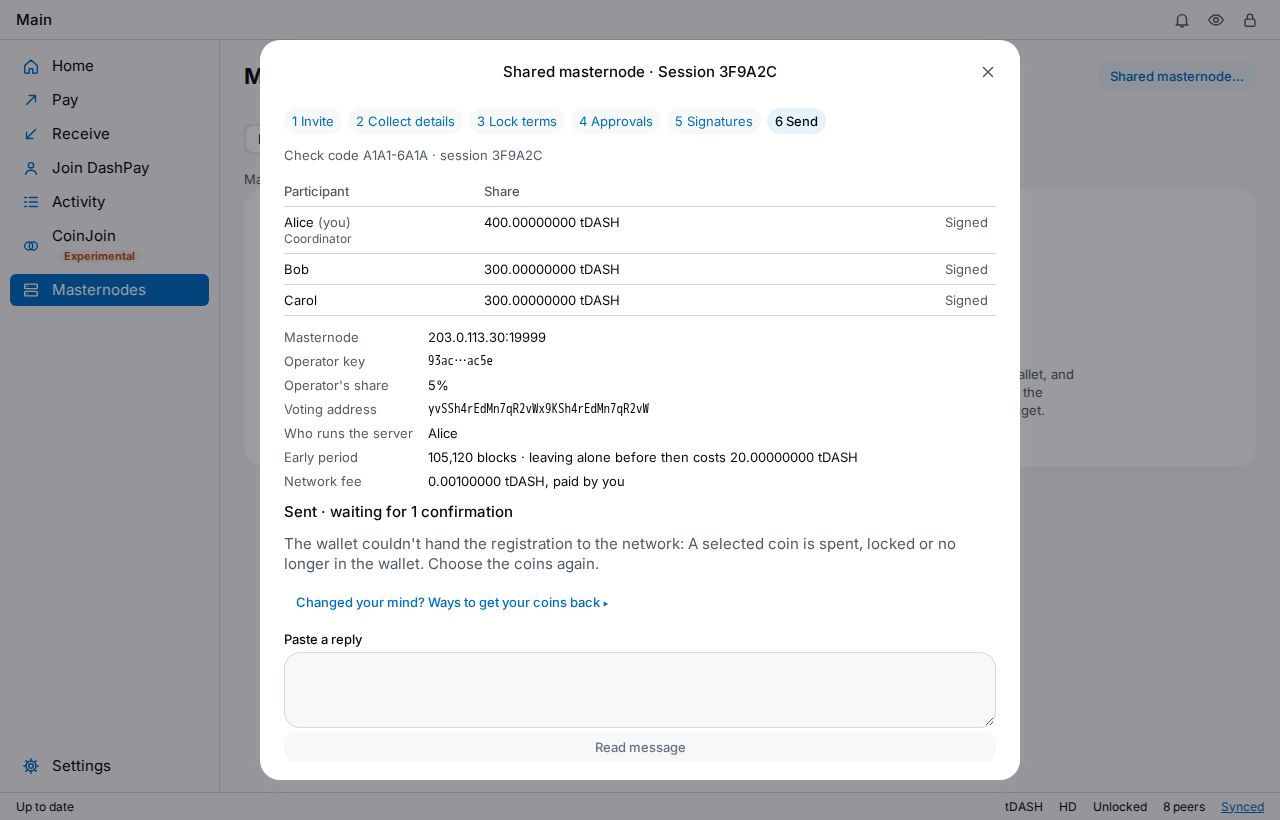 Main
Home
Pay
Receive
Join DashPay
Activity
CoinJoin
Experimental
Masternodes
Settings
Shared masternode...
allet, and
the
get.
Shared masternode · Session 3F9A2C
1 Invite
2 Collect details
3 Lock terms
4 Approvals
5 Signatures
6 Send
Check code A1A1-6A1A · session 3F9A2C
Participant Share
Alice (you) 400.00000000 tDASH Signed
Coordinator
Bob 300.00000000 tDASH Signed
Carol 300.00000000 tDASH Signed
Masternode 203.0.113.30:19999
Operator key 93ac···ac5e
Operator's share 5%
Voting address yvSSh4rEdMn7qR2vWx9KSh4rEdMn7qR2vW
Who runs the server Alice
Early period 105,120 blocks · leaving alone before then costs 20.00000000 tDASH
Network fee 0.00100000 tDASH, paid by you
Sent · waiting for 1 confirmation
The wallet couldn't hand the registration to the network: A selected coin is spent, locked or no
longer in the wallet. Choose the coins again.
Changed your mind? Ways to get your coins back ▸
Paste a reply
Read message
Up to date
tDASH HD Unlocked 8 peers Synced